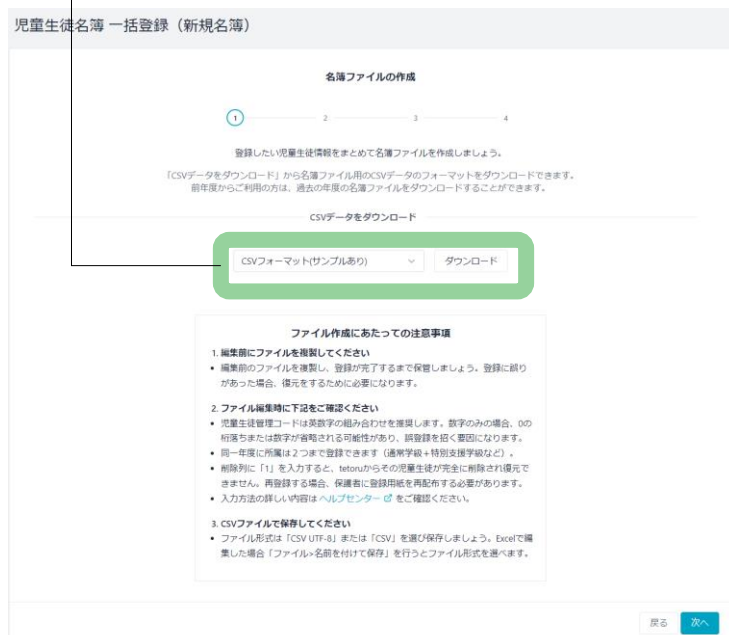 児童生徒名簿 一括登録（新規名簿）
名簿ファイルの作成
1 2 3 4
登録したい児童生徒情報をまとめて名簿ファイルを作成しましょう。
「CSVデータをダウンロード」から名簿ファイル用のCSVデータのフォーマットをダウンロードできます。
前年度からご利用の方は、過去の年度の名簿ファイルをダウンロードすることができます。
CSVデータをダウンロード
CSVフォーマット(サンプルあり) ダウンロード
ファイル作成にあたっての注意事項
1. 編集前にファイルを複製してください
• 編集前のファイルを複製し、登録が完了するまで保管しましょう。登録に誤り
があった場合、復元をするために必要になります。
2. ファイル編集時に下記をご確認ください
• 児童生徒管理コードは英数字の組み合わせを推奨します。数字のみの場合、0の
桁落ちまたは数字が省略される可能性があり、誤登録を招く要因になります。
• 同一年度に所属は２つまで登録できます（通常学級＋特別支援学級など）。
• 削除列に「1」を入力すると、tetoruからその児童生徒が完全に削除され復元で
きません。再登録する場合、保護者に登録用紙を再配布する必要があります。
• 入力方法の詳しい内容は ヘルプセンター をご確認ください。
3. CSVファイルで保存してください
• ファイル形式は「CSV UTF-8」または「CSV」を選び保存しましょう。Excelで編
集した場合「ファイル>名前を付けて保存」を行うとファイル形式を選べます。
戻る 次へ